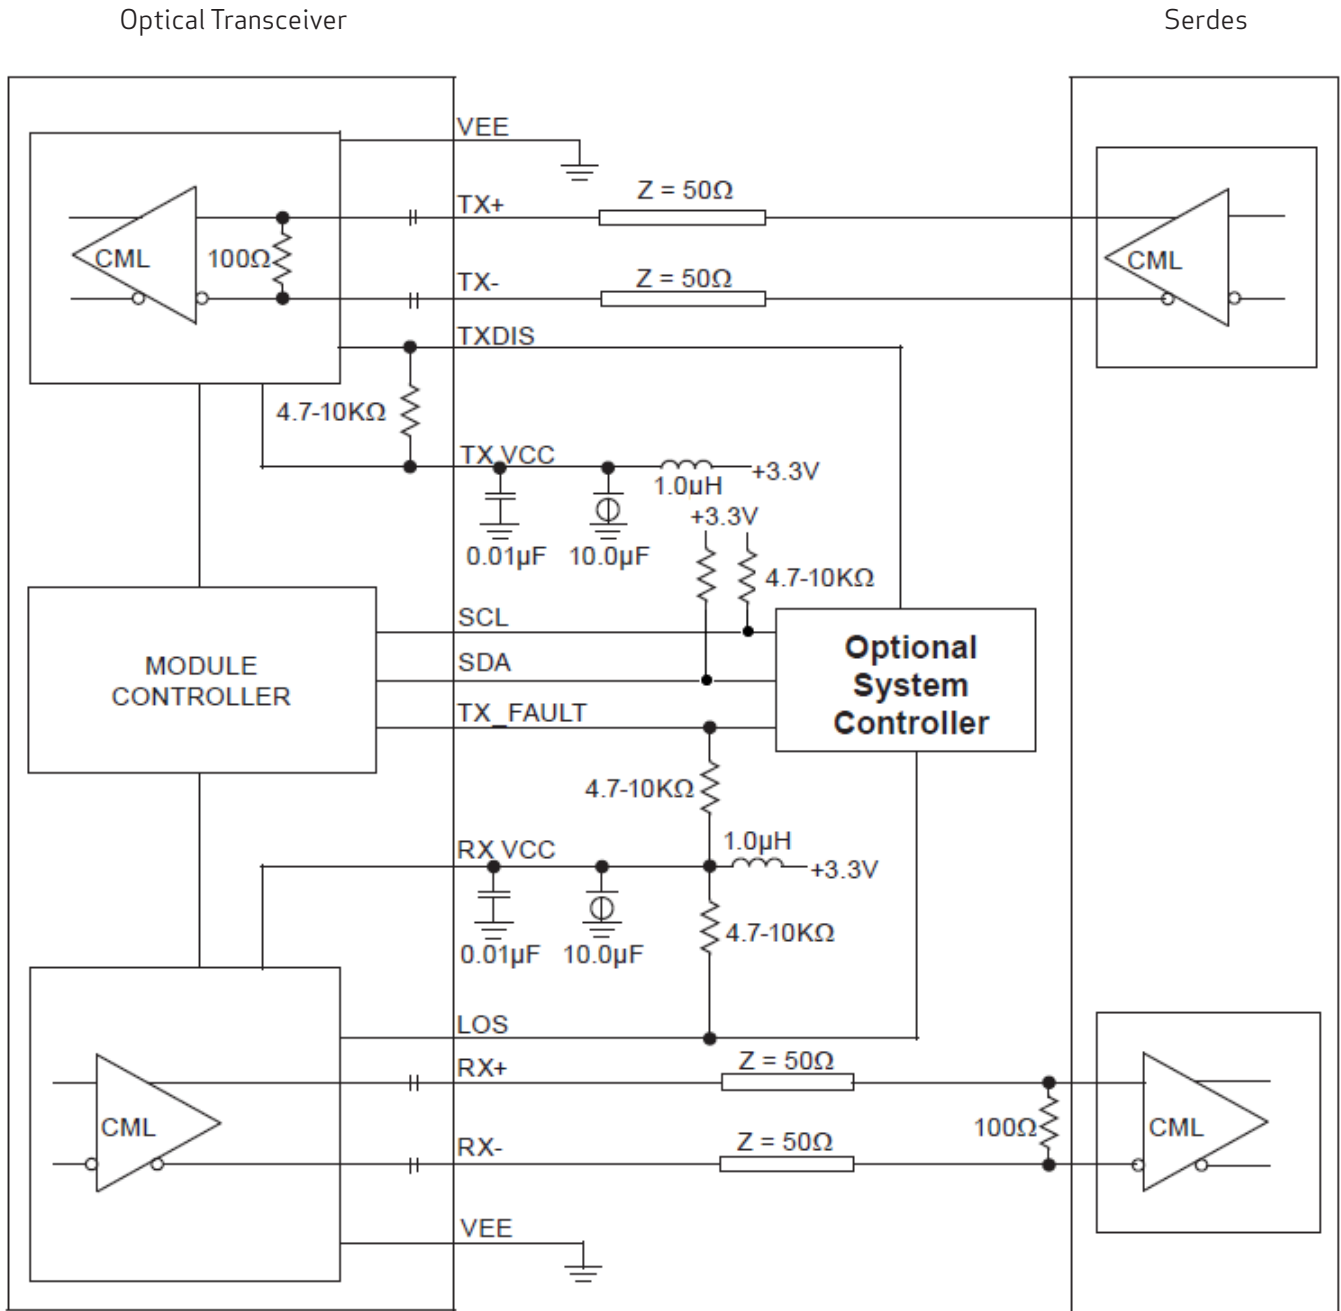 Optical Transceiver
Serdes
VEE
TX+
Z = 50Ω
CML
100Ω
CML
TX-
Z = 50Ω
TXDIS
4.7-10KΩ
TX VCC
+3.3V
1.0µH
+3.3V
0.01µF
10.0µF
4.7-10KΩ
SCL
SDA
MODULE
CONTROLLER
Optional
System
Controller
TX_FAULT
4.7-10KΩ
1.0µH
RX VCC
+3.3V
4.7-10KΩ
0.01µF
10.0µF
LOS
RX+
Z = 50Ω
CML
100Ω
CML
RX-
Z = 50Ω
VEE